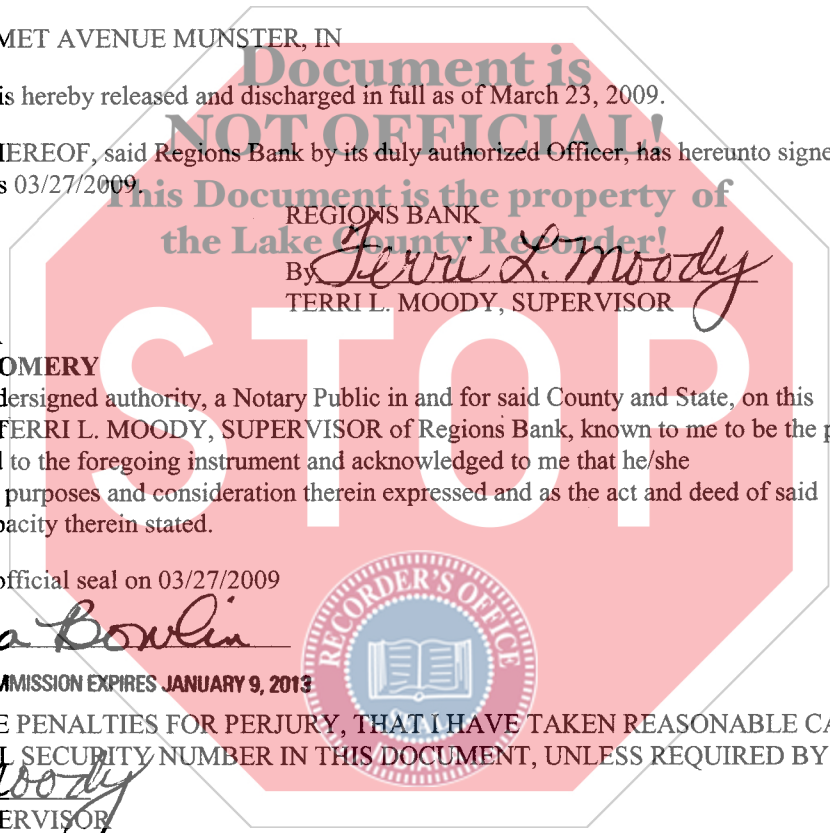 MET AVENUE MUNSTER, IN
Document is
is hereby released and discharged in full as of March 23, 2009.
NOT OFFICIAL!
HEREOF, said Regions Bank by its duly authorized Officer, has hereunto signe
s 03/27/2009.
This Document is the property of
REGIONS BANK
the Lake County Recorder!
By Terri L. Moody
TERRI L. MOODY, SUPERVISOR
STOP
OMERY
dersigned authority, a Notary Public in and for said County and State, on this
TERRI L. MOODY, SUPERVISOR of Regions Bank, known to me to be the p
d to the foregoing instrument and acknowledged to me that he/she
purposes and consideration therein expressed and as the act and deed of said
pacity therein stated.
official seal on 03/27/2009
RECORDER'S OFFICE
a Bowlin
MMISSION EXPIRES JANUARY 9, 2013
E PENALTIES FOR PERJURY, THAT I HAVE TAKEN REASONABLE CA
L SECURITY NUMBER IN THIS DOCUMENT, UNLESS REQUIRED BY
SEAL
INDIANA
Moody
ERVISOR